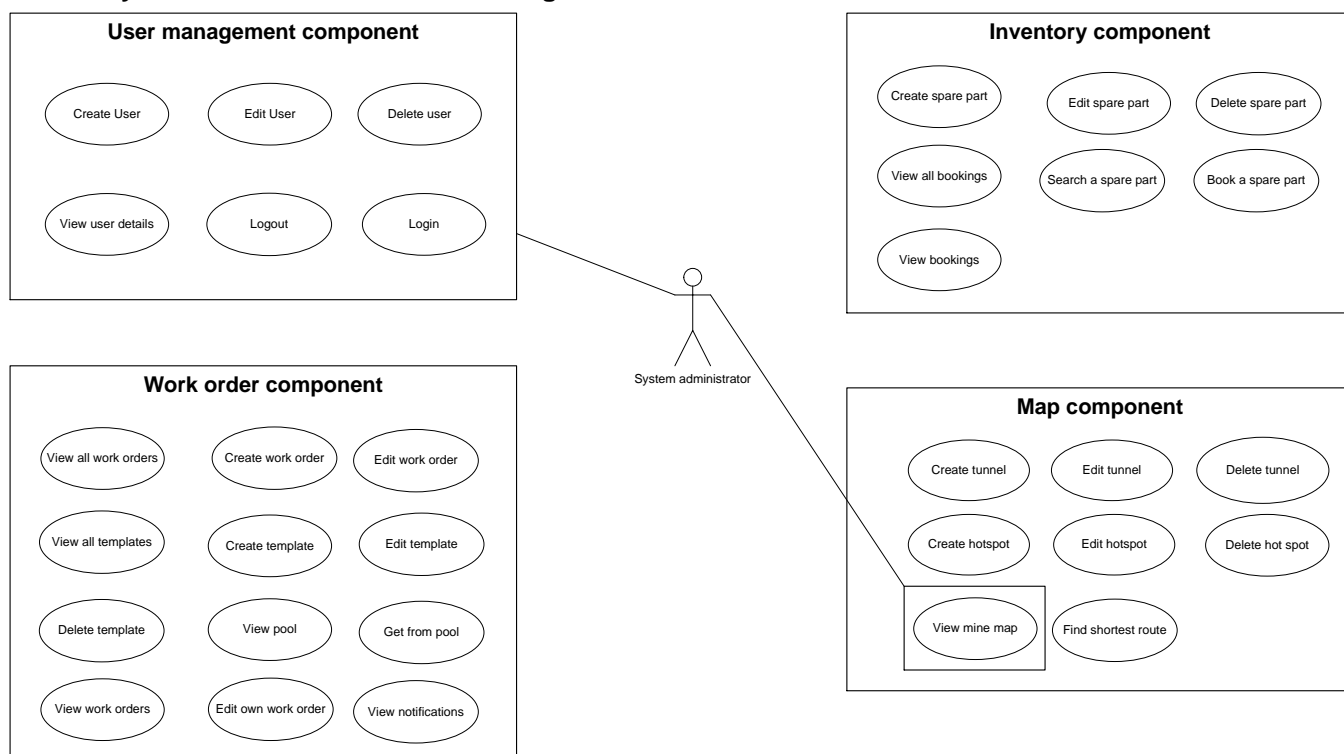 User management component
Create User
Edit User
Delete user
View user details
Logout
Login
Inventory component
Create spare part
Edit spare part
Delete spare part
View all bookings
Search a spare part
Book a spare part
View bookings
System administrator
Work order component
View all work orders
Create work order
Edit work order
View all templates
Create template
Edit template
Delete template
View pool
Get from pool
View work orders
Edit own work order
View notifications
Map component
Create tunnel
Edit tunnel
Delete tunnel
Create hotspot
Edit hotspot
Delete hot spot
View mine map
Find shortest route